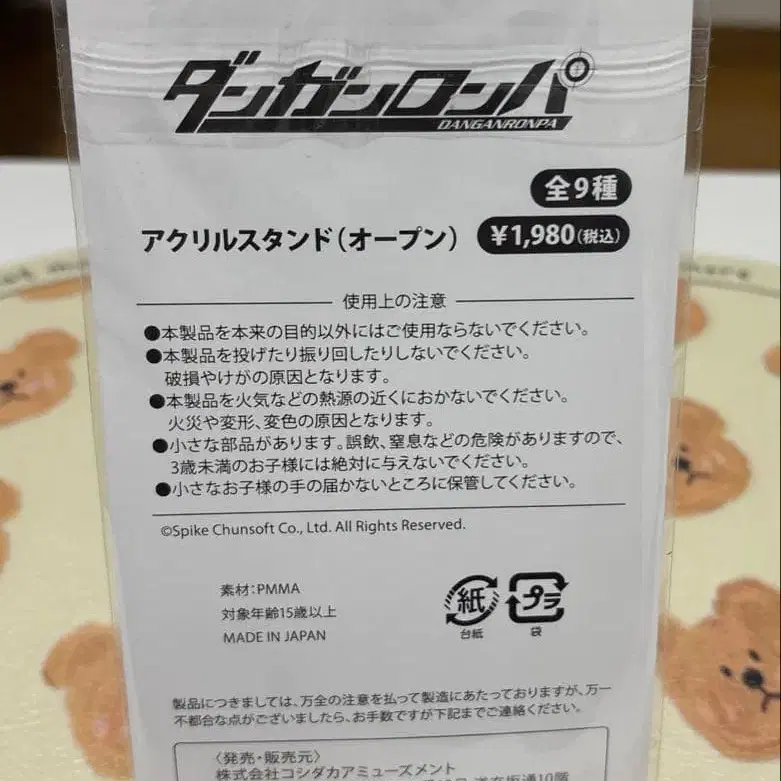 ダンガンロンパ
DANGANRONPA
全9種
アクリルスタンド(オープン)
¥1,980(税込)
使用上の注意
●本製品を本来の目的以外にはご使用ならないでください。
●本製品を投げたり振り回したりしないでください。
破損やけがの原因となります。
●本製品を火気などの熱源の近くにおかないでください。
火災や変形、変色の原因となります。
●小さな部品があります。誤飲、窒息などの危険がありますので、
3歳未満のお子様には絶対に与えないでください。
●小さなお子様の手の届かないところに保管してください。
©Spike Chunsoft Co., Ltd. All Rights Reserved.
素材:PMMA
対象年齢15歳以上
MADE IN JAPAN
紙
台紙
プラ
袋
製品につきましては、万全の注意を払って製造にあたっておりますが、万一
不都合な点がございましたら、お手数ですが下記までご連絡ください。
〈発売・販売元〉
株式会社コシダカアミューズメント
道玄坂通10階